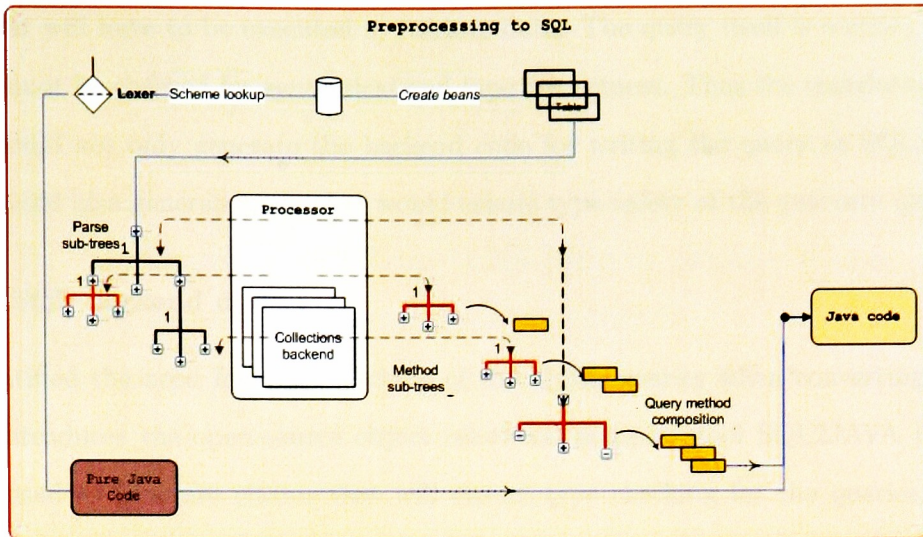 Preprocessing to SQL
Lexer
Scheme lookup
Create beans
Table
Processor
Parse
sub-trees
1
1
1
Collections
backend
1
1
Method
sub-trees
Query method
composition
Java code
Pure Java
Code